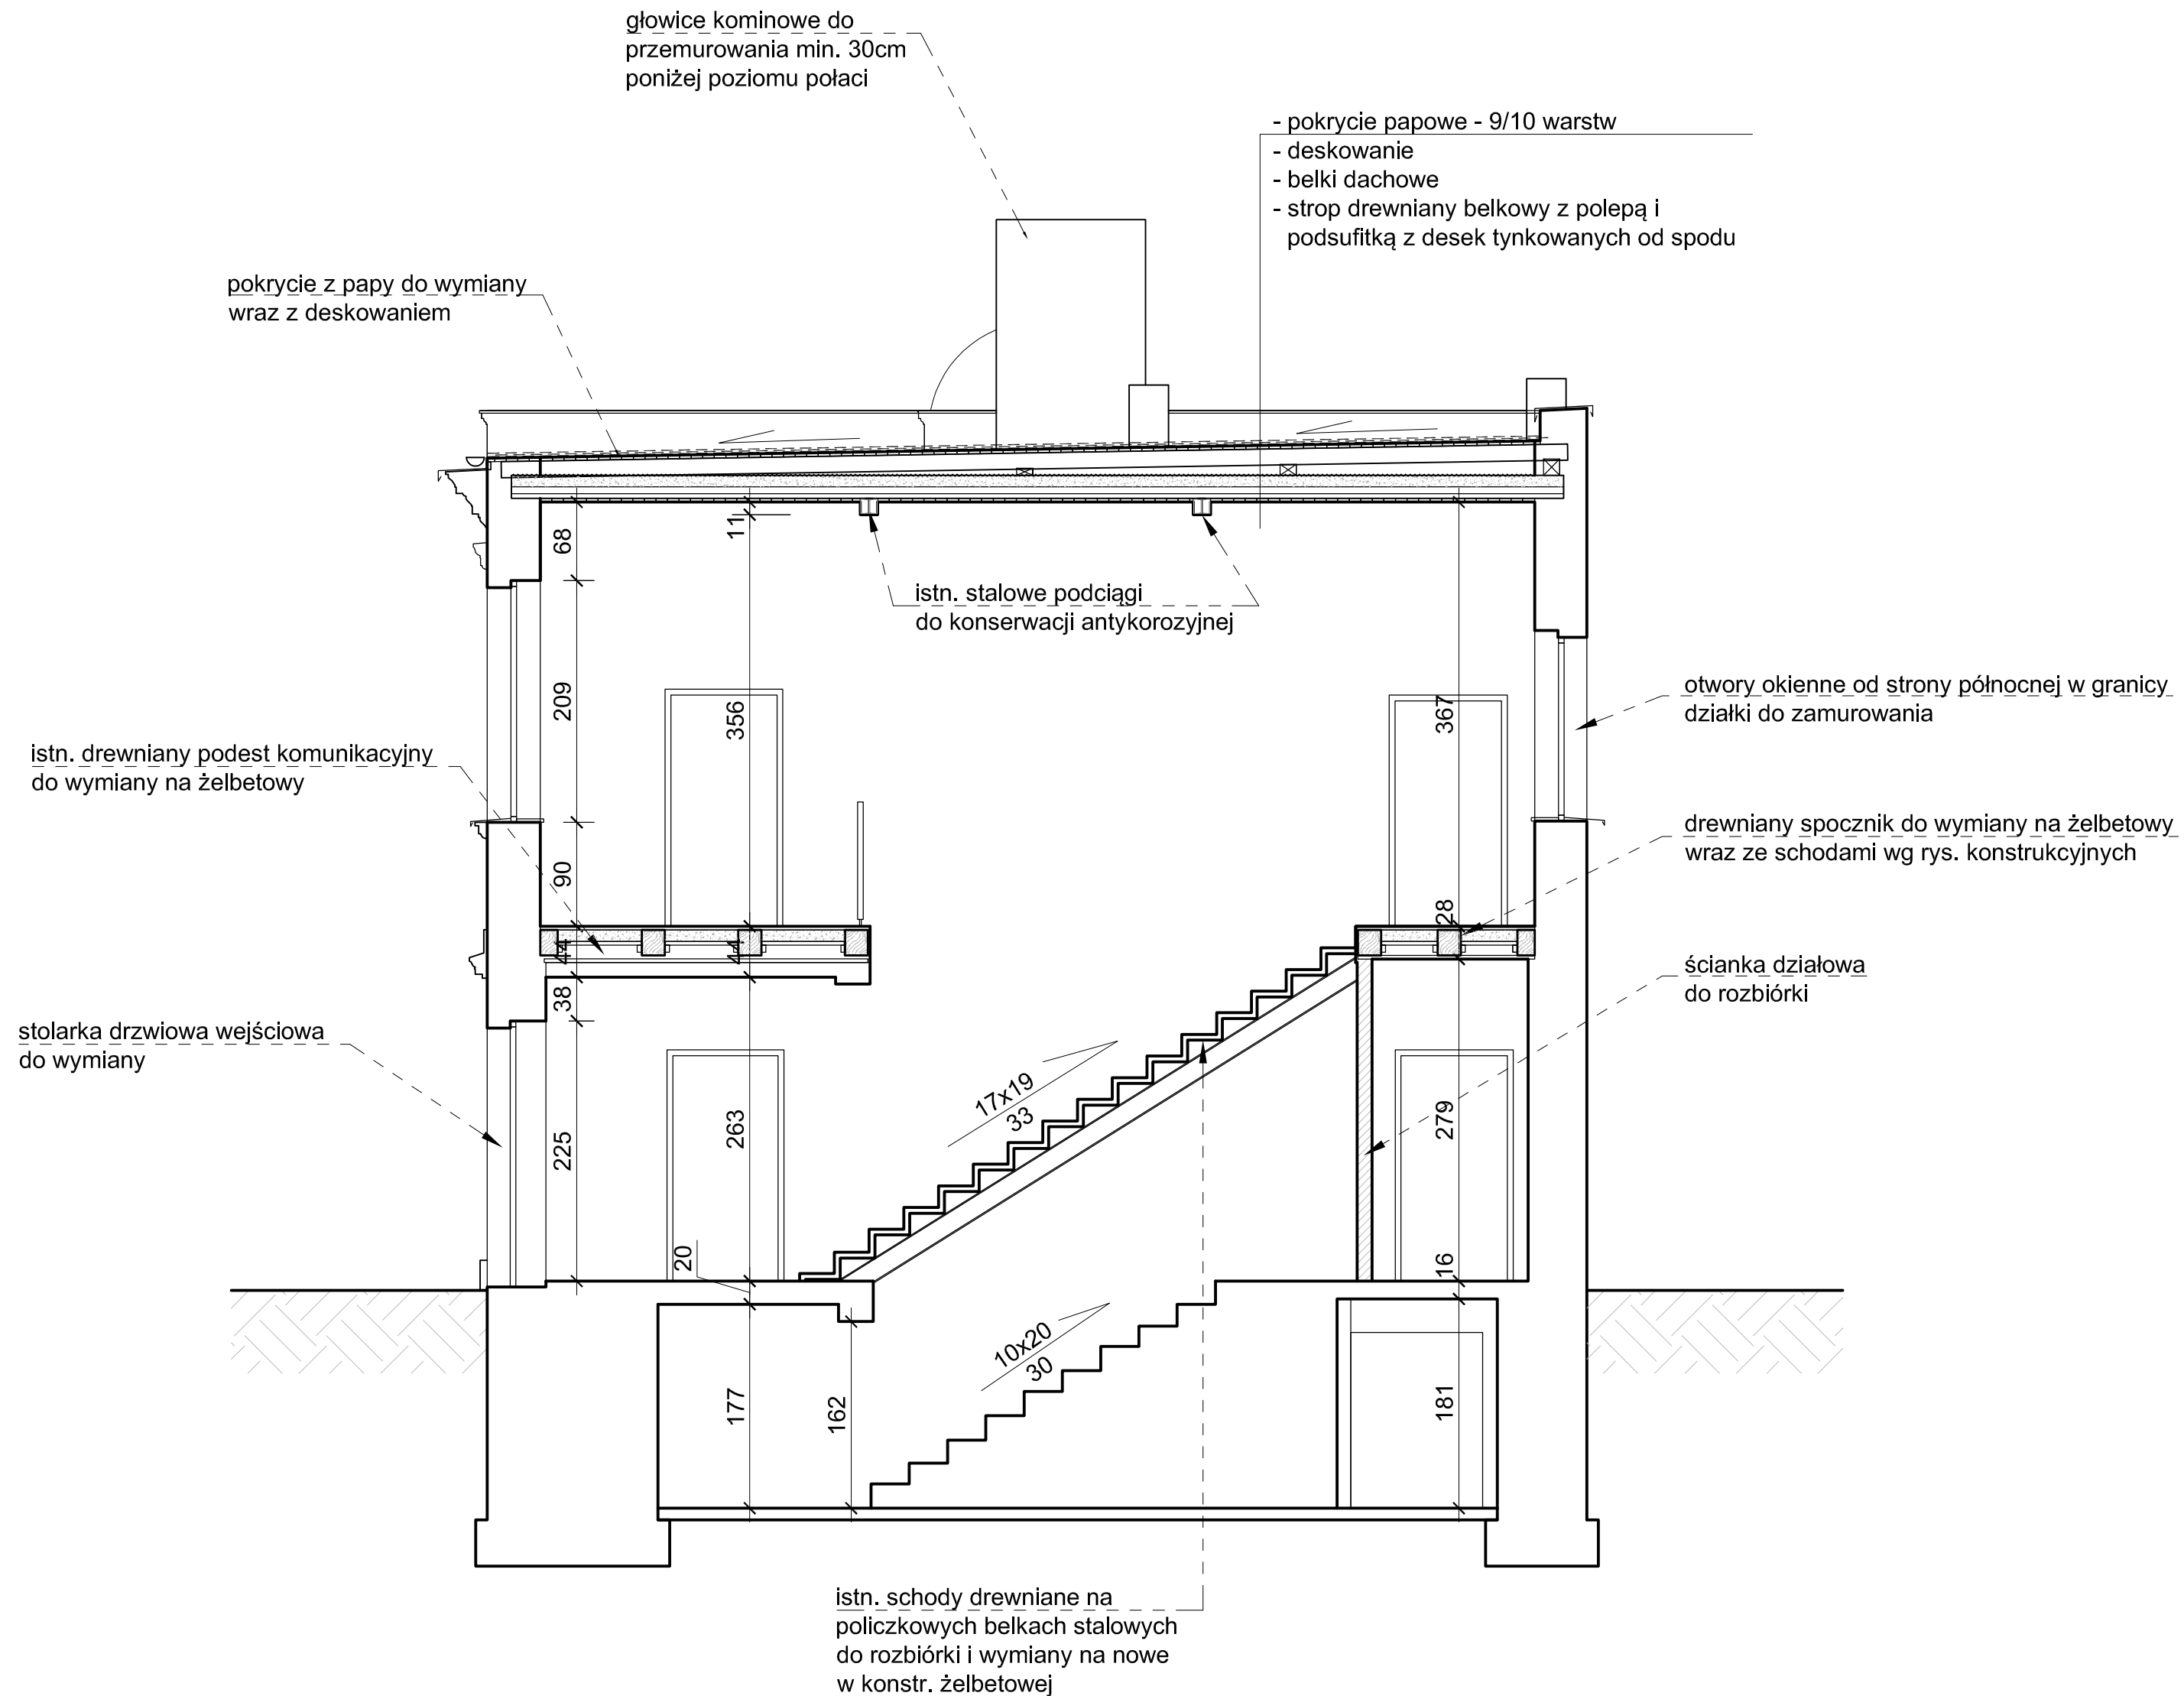 głowice kominowe do
przemurowania min. 30cm
poniżej poziomu połaci
- pokrycie papowe - 9/10 warstw
- deskowanie
- belki dachowe
- strop drewniany belkowy z polepą i
podsufitką z desek tynkowanych od spodu
pokrycie z papy do wymiany
wraz z deskowaniem
68
11
istn. stalowe podciągi
do konserwacji antykorozyjnej
209
356
367
otwory okienne od strony północnej w granicy
działki do zamurowania
istn. drewniany podest komunikacyjny
do wymiany na żelbetowy
drewniany spocznik do wymiany na żelbetowy
wraz ze schodami wg rys. konstrukcyjnych
90
28
44
44
ścianka działowa
do rozbiórki
38
stolarka drzwiowa wejściowa
do wymiany
17x19
33
225
263
279
20
16
10x20
30
177
162
181
istn. schody drewniane na
policzkowych belkach stalowych
do rozbiórki i wymiany na nowe
w konstr. żelbetowej